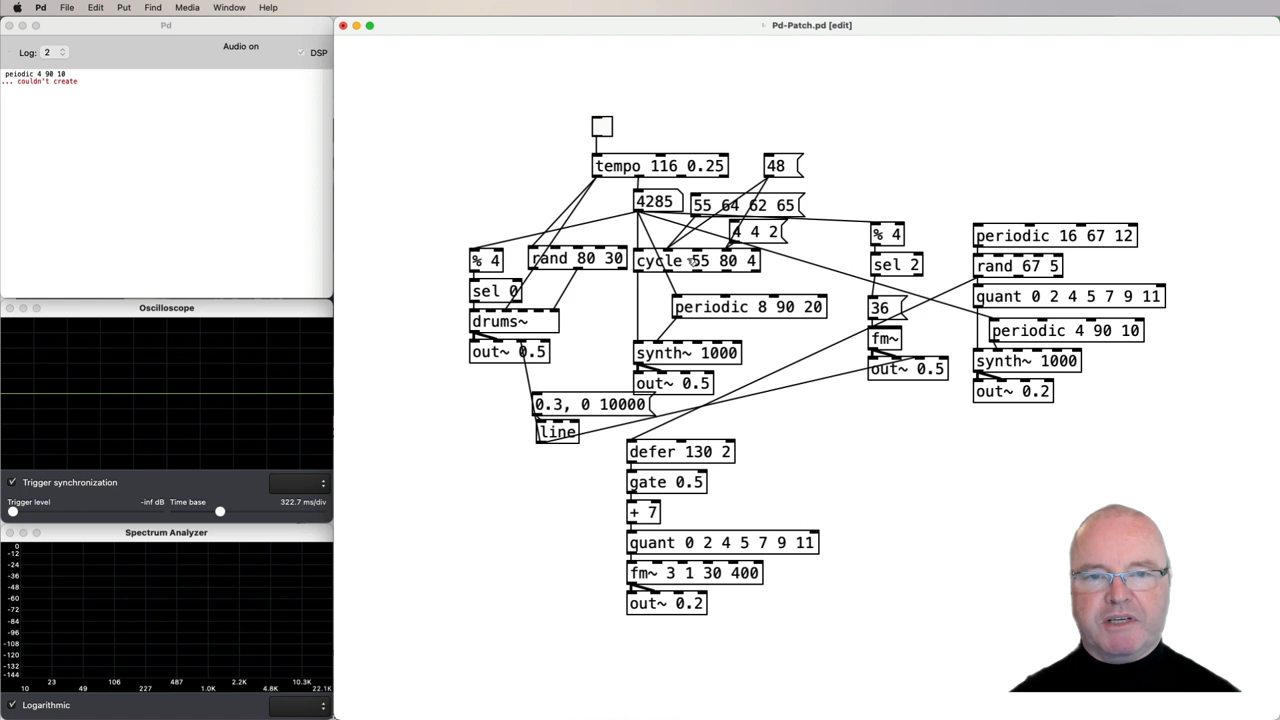 Pd File Edit Put Find Media Window Help
Pd
Log: 2
Audio on
DSP
peiodic 4 90 10
... couldn't create
Oscilloscope
Trigger synchronization
Trigger level
-inf dB
Time base
322.7 ms/div
Spectrum Analyzer
0
-12
-24
-36
-48
-60
-72
-84
-96
-108
-120
-132
-144
23 106 487 2.2K 10.3K
10 49 227 1.0K 4.8K 22.1K
Logarithmic
Pd-Patch.pd [edit]
tempo 116 0.25
48
4285
55 64 62 65
4 4 2
% 4
rand 80 30
cycle 55 80 4
sel 0
drums~
out~ 0.5
periodic 8 90 20
synth~ 1000
out~ 0.5
0.3, 0 10000
line
% 4
sel 2
36
fm~
out~ 0.5
periodic 16 67 12
rand 67 5
quant 0 2 4 5 7 9 11
periodic 4 90 10
synth~ 1000
out~ 0.2
defer 130 2
gate 0.5
+ 7
quant 0 2 4 5 7 9 11
fm~ 3 1 30 400
out~ 0.2